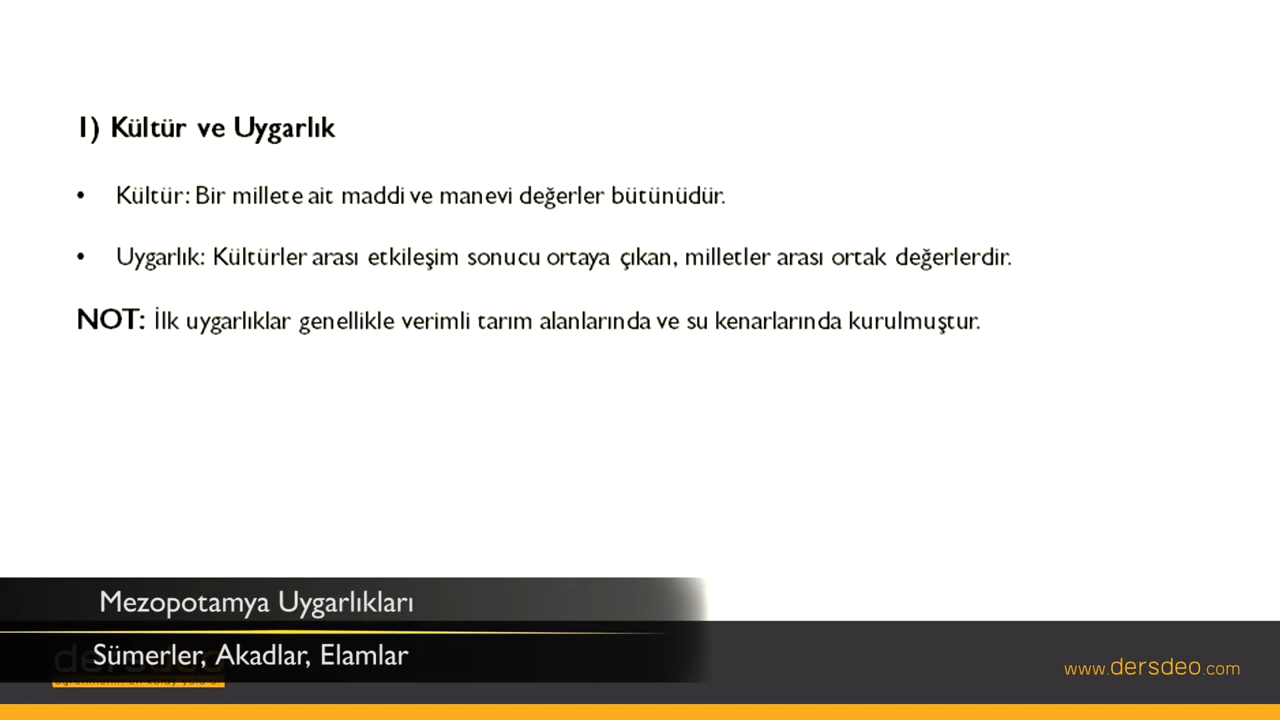 1) Kültür ve Uygarlık
• Kültür: Bir millete ait maddi ve manevi değerler bütünüdür.
• Uygarlık: Kültürler arası etkileşim sonucu ortaya çıkan, milletler arası ortak değerlerdir.
NOT: İlk uygarlıklar genellikle verimli tarım alanlarında ve su kenarlarında kurulmuştur.
Mezopotamya Uygarlıkları
Sümerler, Akadlar, Elamlar
www.dersdeo.com